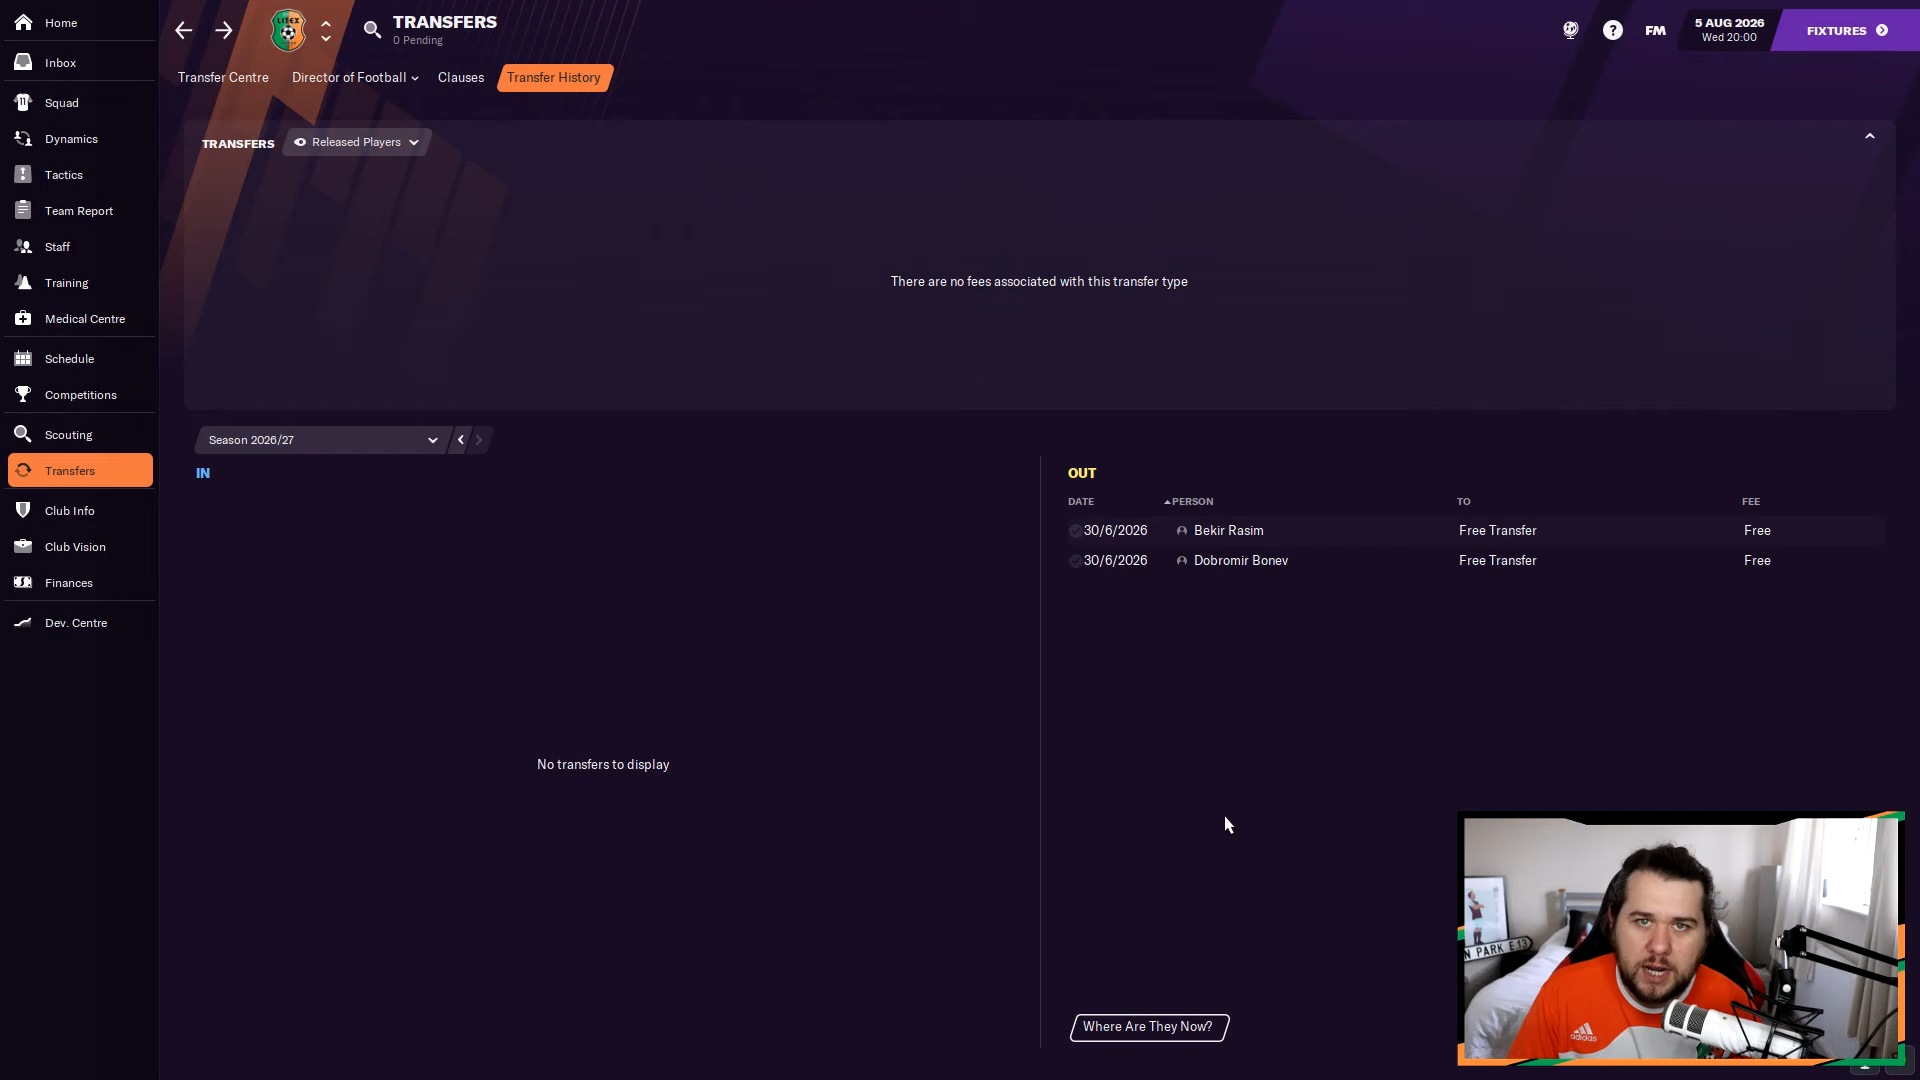 Home
Inbox
Squad
Dynamics
Tactics
Team Report
Staff
Training
Medical Centre
Schedule
Competitions
Scouting
Transfers
Club Info
Club Vision
Finances
Dev. Centre
LITEX
TRANSFERS
0 Pending
FM
5 AUG 2026
Wed 20:00
FIXTURES
Transfer Centre
Director of Football
Clauses
Transfer History
TRANSFERS
Released Players
There are no fees associated with this transfer type
Season 2026/27
IN
No transfers to display
OUT
DATE PERSON TO FEE
30/6/2026 Bekir Rasim Free Transfer Free
30/6/2026 Dobromir Bonev Free Transfer Free
Where Are They Now?
N PARK E.13
adidas